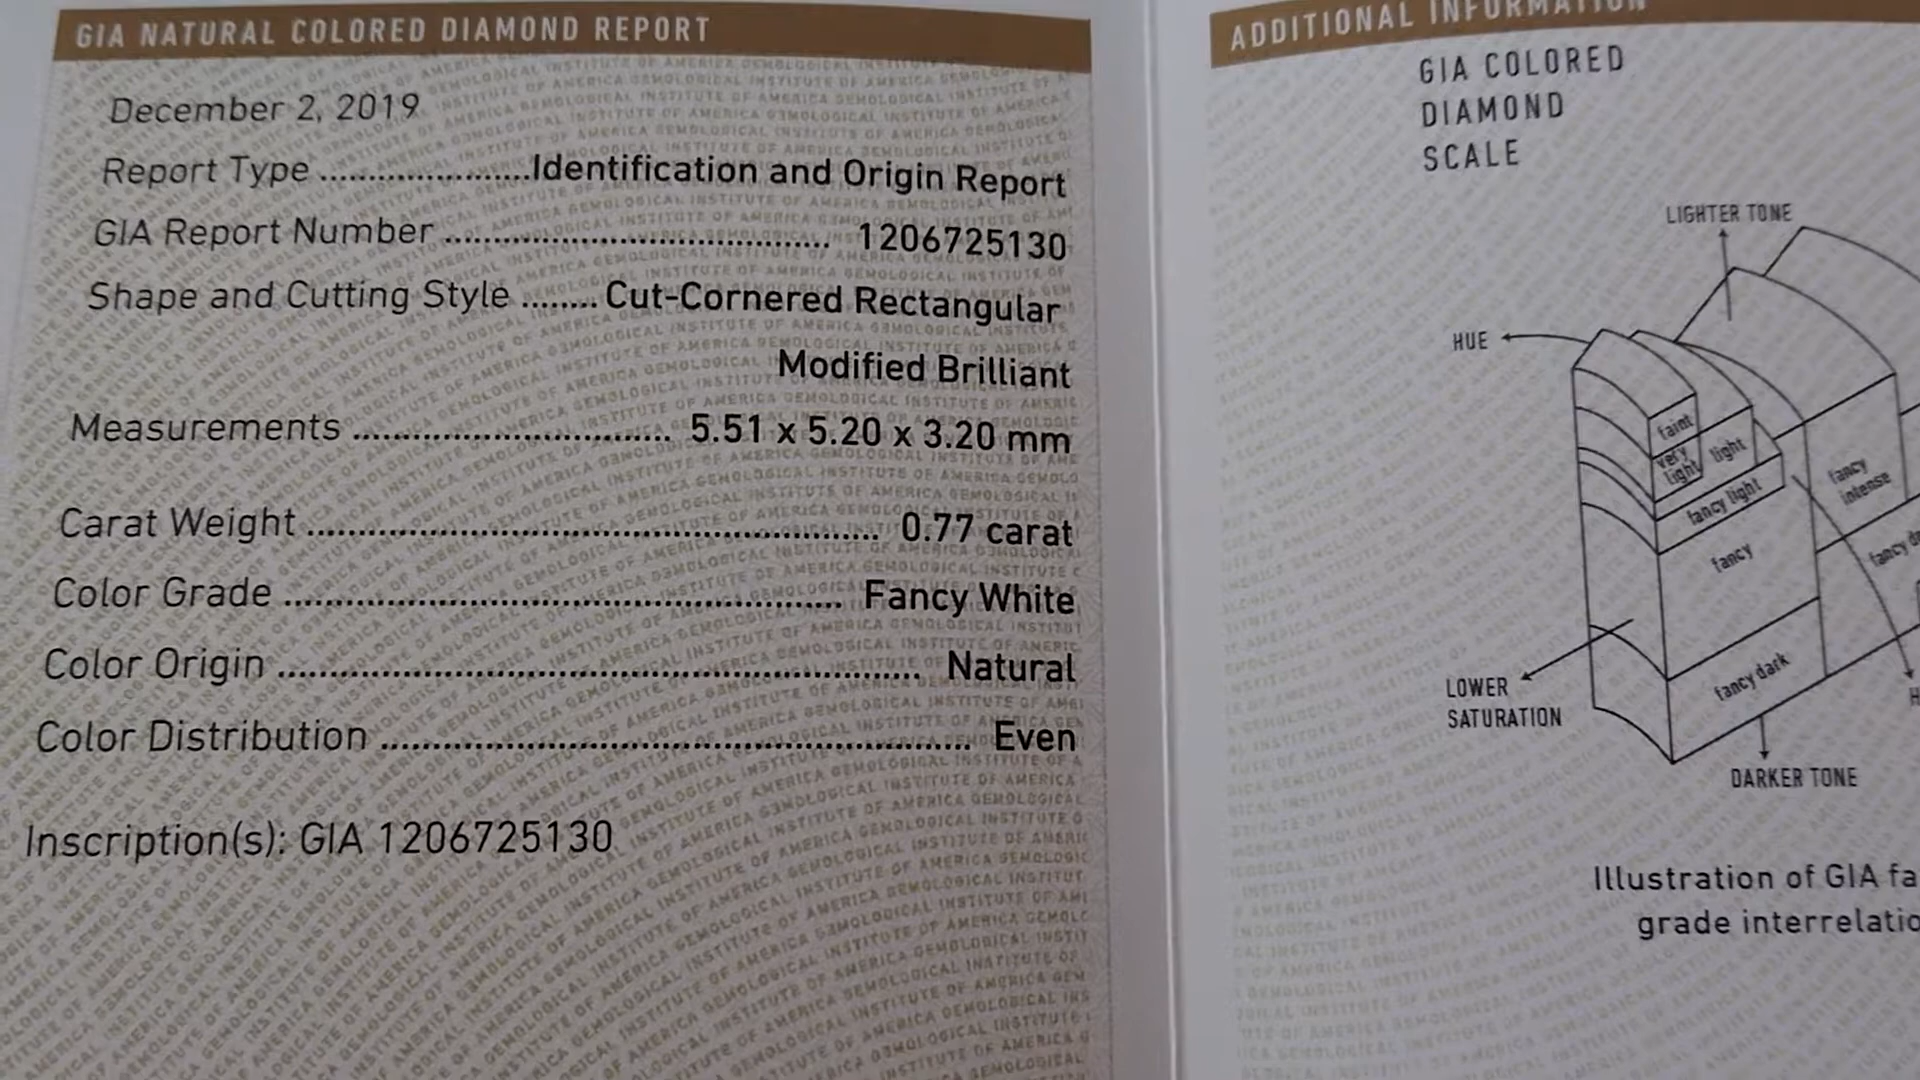 GIA NATURAL COLORED DIAMOND REPORT
December 2, 2019
Report Type .....................Identification and Origin Report
GIA Report Number ....................................... 1206725130
Shape and Cutting Style ........ Cut-Cornered Rectangular
Modified Brilliant
Measurements ................................ 5.51 x 5.20 x 3.20 mm
Carat Weight .......................................................... 0.77 carat
Color Grade ........................................................ Fancy White
Color Origin ................................................................ Natural
Color Distribution ........................................................... Even
Inscription(s): GIA 1206725130
ADDITIONAL INFORMATION
GIA COLORED
DIAMOND
SCALE
LIGHTER TONE
HUE
faint
very
light
light
fancy light
fancy
intense
fancy
fancy
fancy dark
LOWER
SATURATION
DARKER TONE
Illustration of GIA
grade